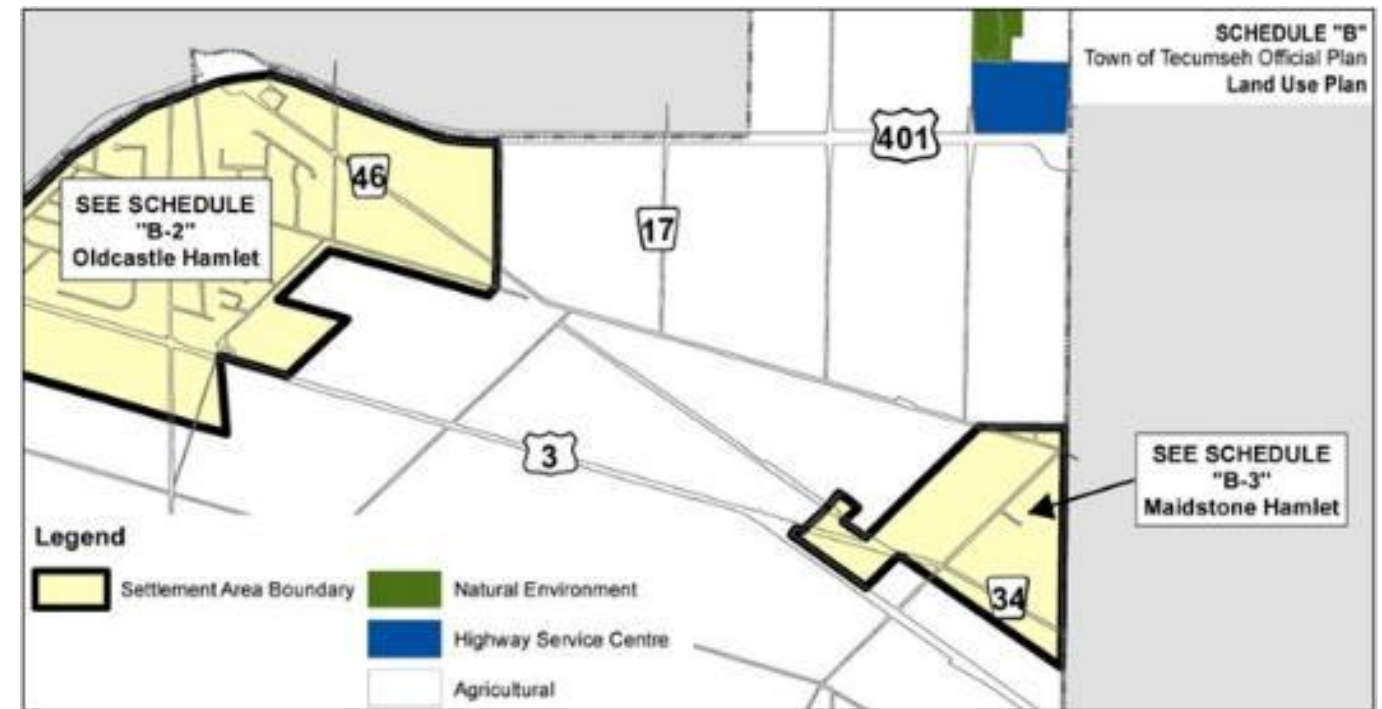 SCHEDULE "B"
Town of Tecumseh Official Plan
Land Use Plan
401
46
17
SEE SCHEDULE
"B-2"
Oldcastle Hamlet
3
SEE SCHEDULE
"B-3"
Maidstone Hamlet
34
Legend
Settlement Area Boundary
Natural Environment
Highway Service Centre
Agricultural